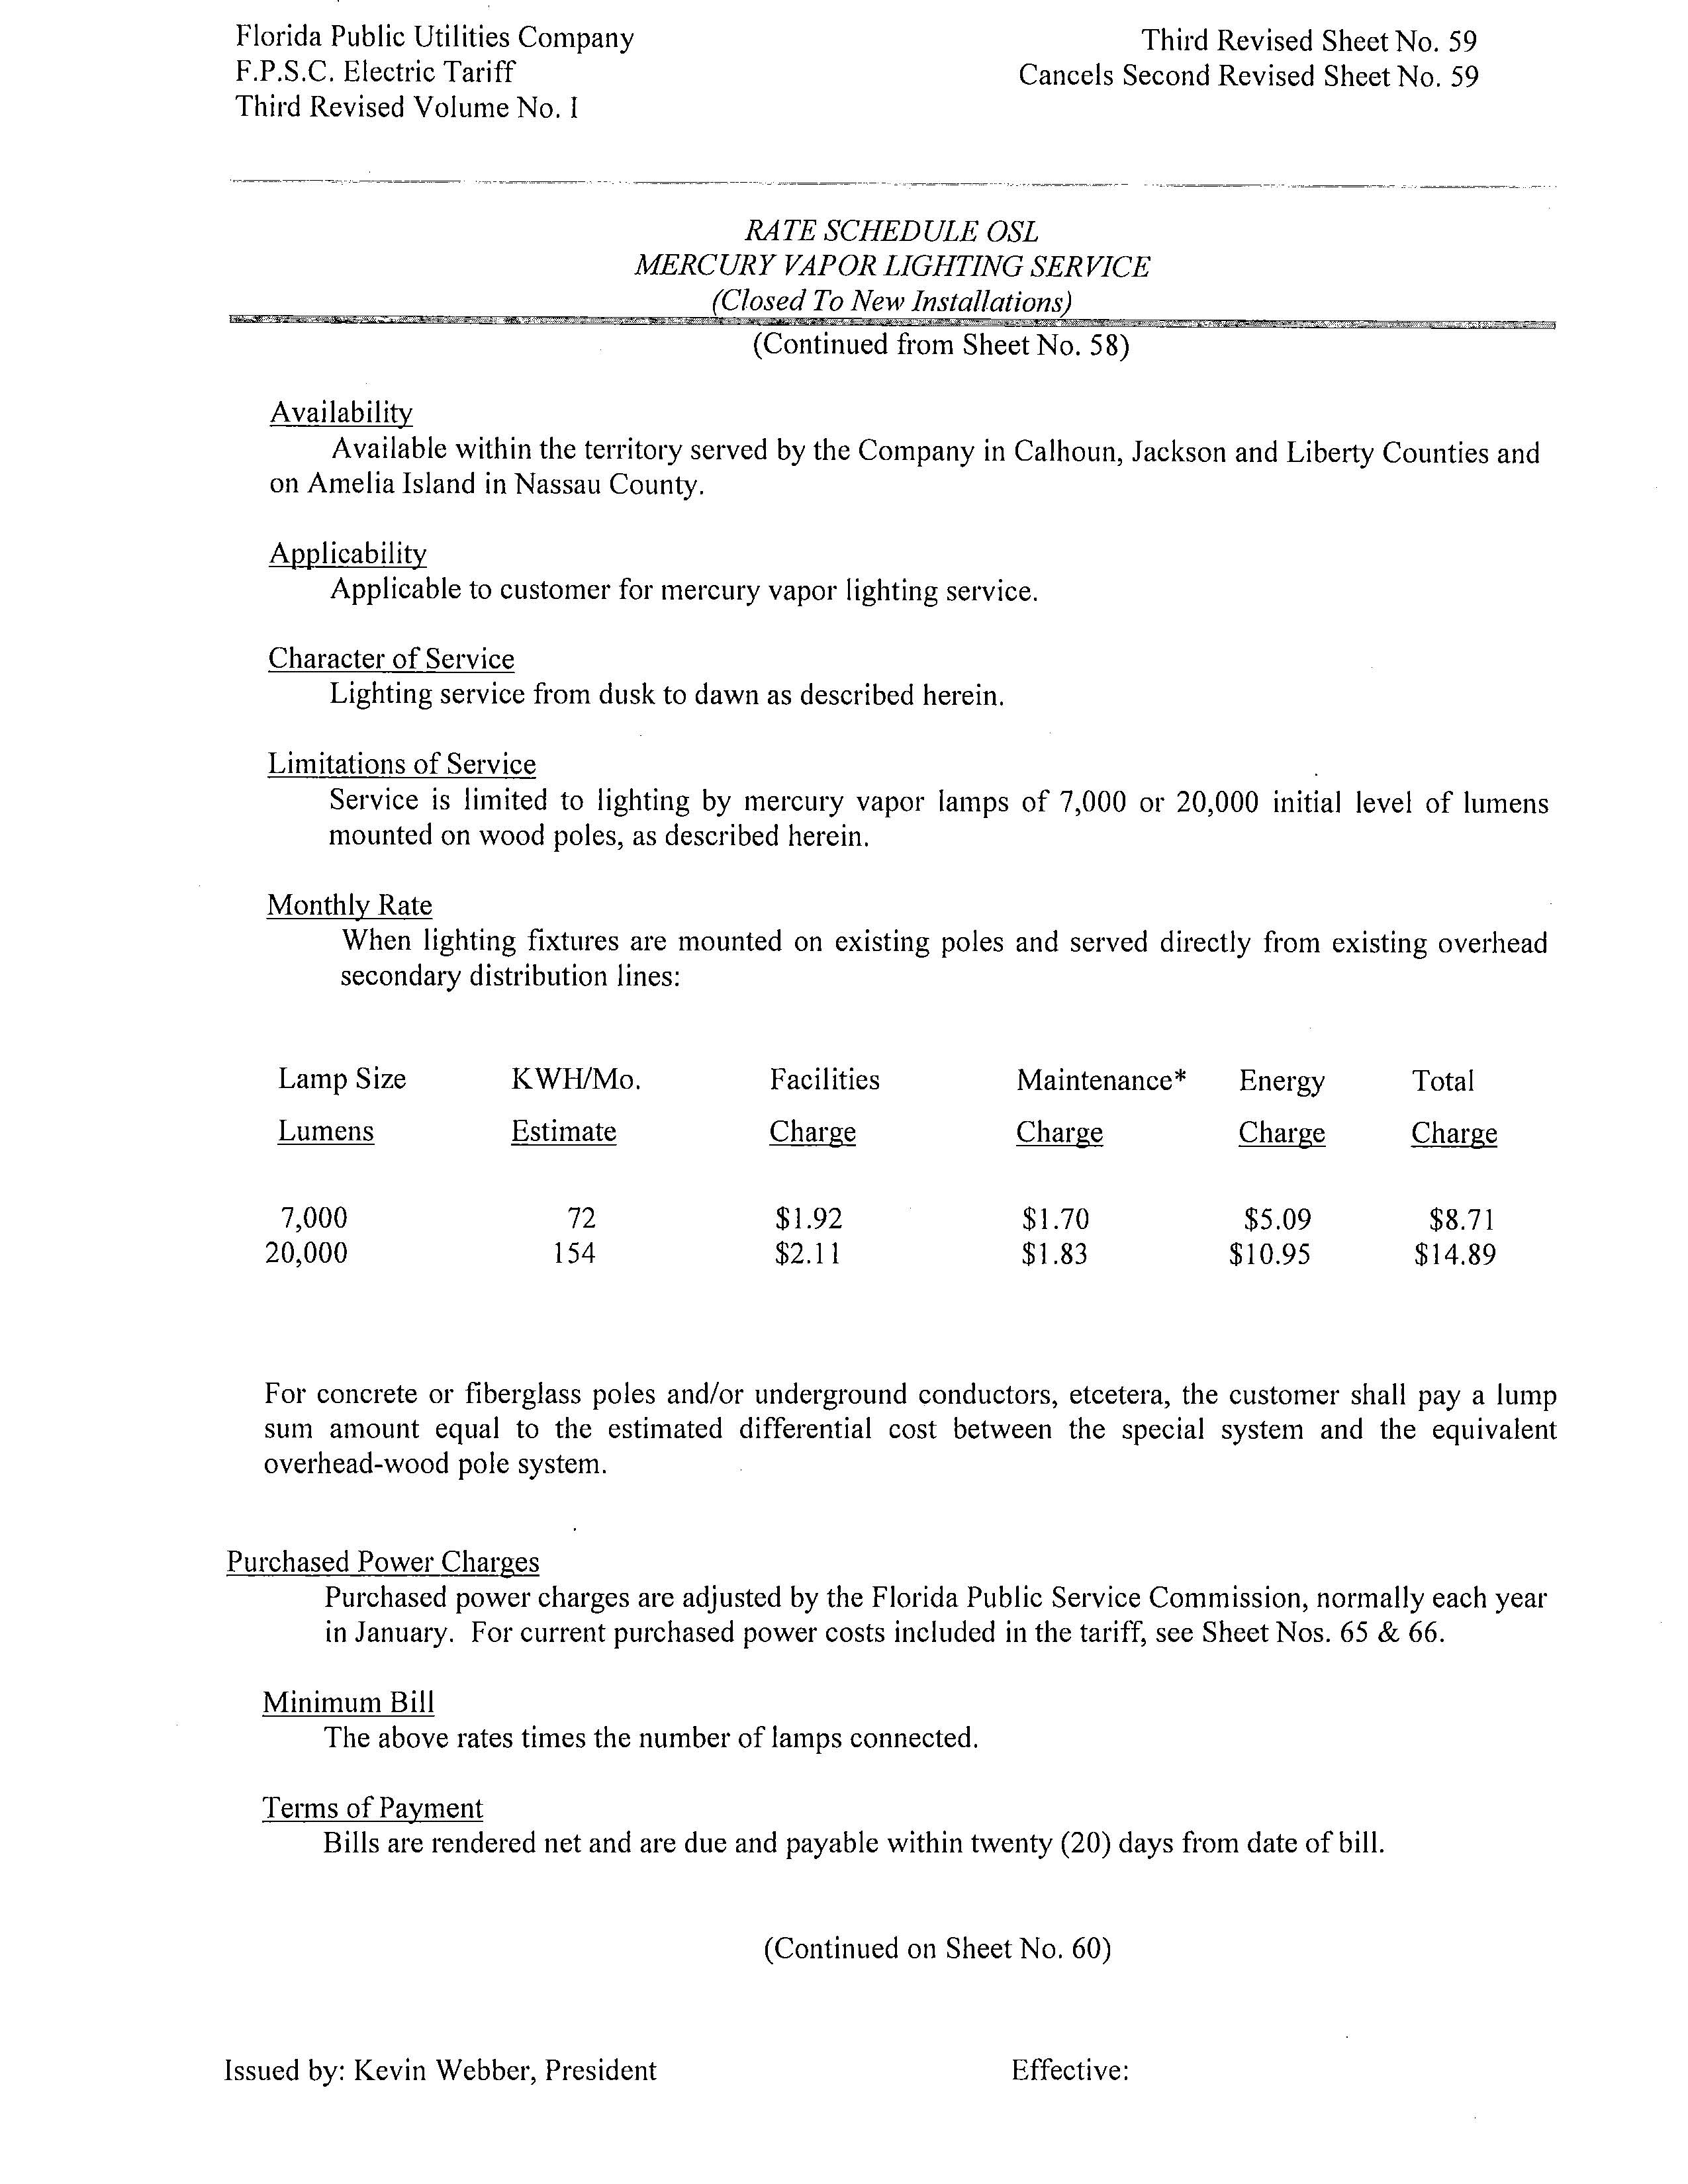 Florida Public Utilities Company
F.P.S.C. Electric Tariff
Third Revised Volume No. I
Third Revised Sheet No. 59
Cancels Second Revised Sheet No. 59
RATE SCHEDULE OSL
MERCURY VAPOR LIGHTING SERVICE
(Closed To New Installations)
(Continued from Sheet No. 58)
Availability
Available within the territory served by the Company in Calhoun, Jackson and Liberty Counties and
on Amelia Island in Nassau County.
Applicability
Applicable to customer for mercury vapor lighting service.
Character of Service
Lighting service from dusk to dawn as described herein.
Limitations of Service
Service is limited to lighting by mercury vapor lamps of 7,000 or 20,000 initial level of lumens
mounted on wood poles, as described herein.
Monthly Rate
When lighting fixtures are mounted on existing poles and served directly from existing overhead
secondary distribution lines:
Lamp Size KWH/Mo. Facilities Maintenance* Energy Total
Lumens Estimate Charge Charge Charge Charge
7,000 72 $1.92 $1.70 $5.09 $8.71
20,000 154 $2.11 $1.83 $10.95 $14.89
For concrete or fiberglass poles and/or underground conductors, etcetera, the customer shall pay a lump
sum amount equal to the estimated differential cost between the special system and the equivalent
overhead-wood pole system.
Purchased Power Charges
Purchased power charges are adjusted by the Florida Public Service Commission, normally each year
in January. For current purchased power costs included in the tariff, see Sheet Nos. 65 & 66.
Minimum Bill
The above rates times the number of lamps connected.
Terms of Payment
Bills are rendered net and are due and payable within twenty (20) days from date of bill.
(Continued on Sheet No. 60)
Issued by: Kevin Webber, President
Effective: